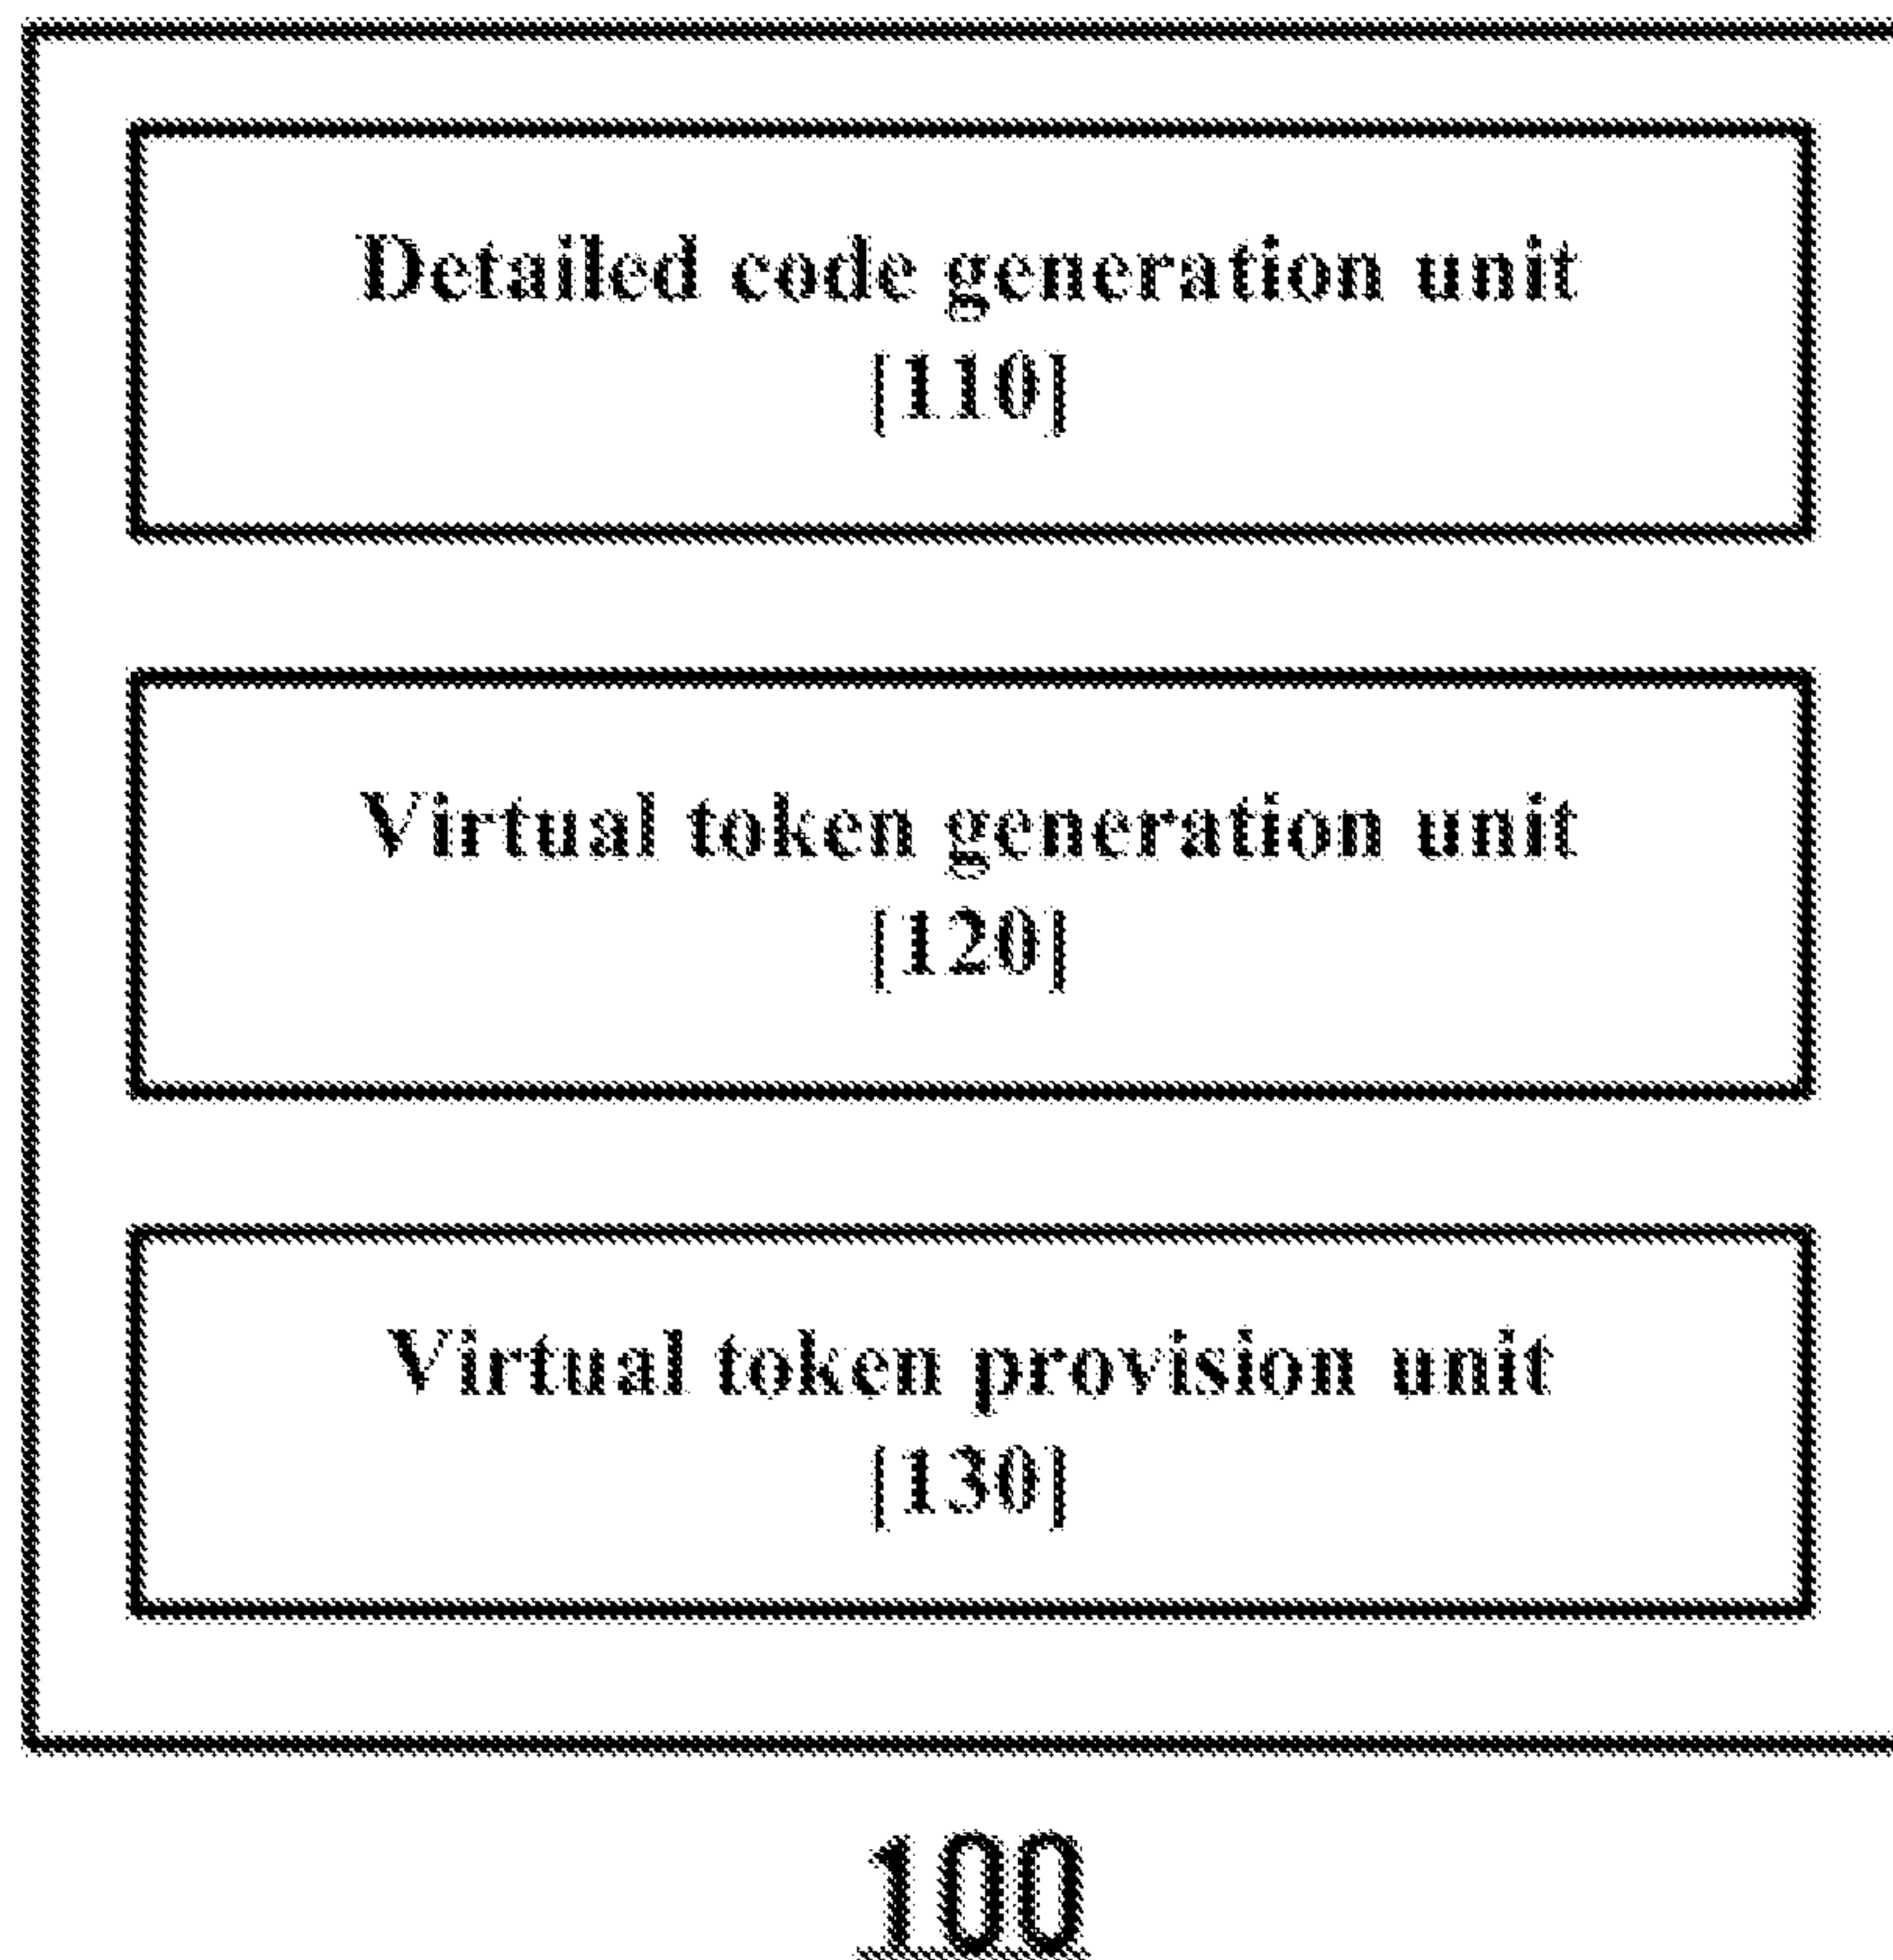 Detailed code generation unit
[110]
Virtual token generation unit
[120]
Virtual token provision unit
[130]
100